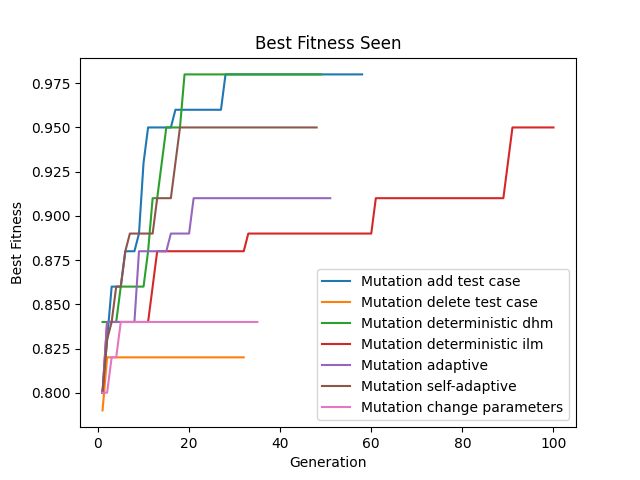 Best Fitness Seen
Best Fitness
0.975
0.950
0.925
0.900
0.875
0.850
0.825
0.800
Mutation add test case
Mutation delete test case
Mutation deterministic dhm
Mutation deterministic ilm
Mutation adaptive
Mutation self-adaptive
Mutation change parameters
0 20 40 60 80 100
Generation